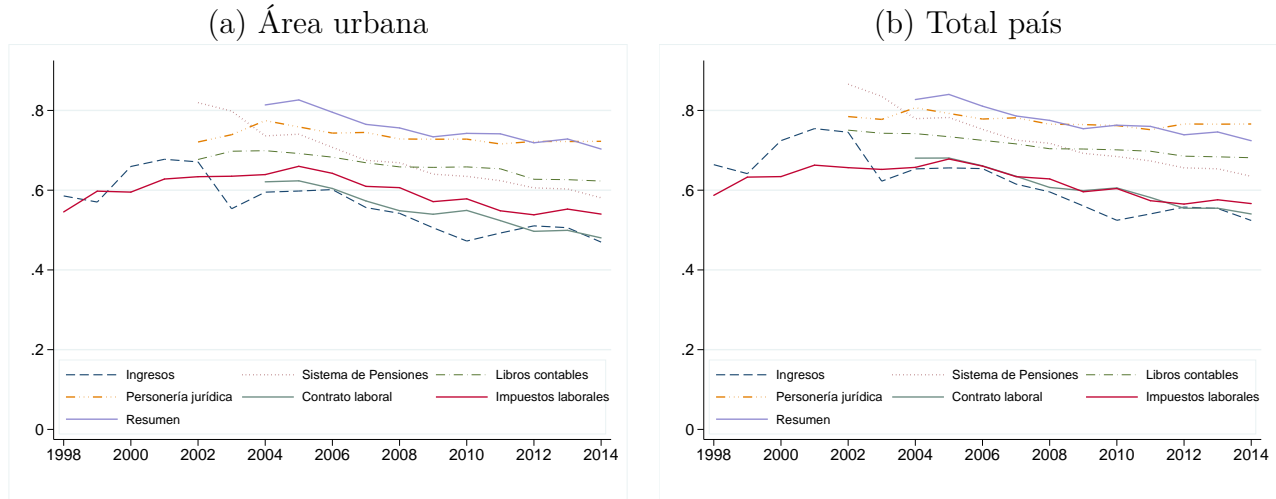 (a) Área urbana
.8
.6
.4
.2
0
1998 2000 2002 2004 2006 2008 2010 2012 2014
Ingresos Sistema de Pensiones Libros contables
Personería jurídica Contrato laboral Impuestos laborales
Resumen
(b) Total país
.8
.6
.4
.2
0
1998 2000 2002 2004 2006 2008 2010 2012 2014
Ingresos Sistema de Pensiones Libros contables
Personería jurídica Contrato laboral Impuestos laborales
Resumen